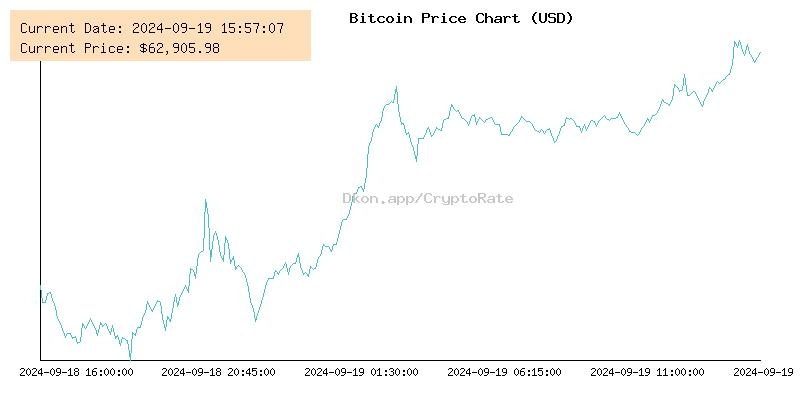 Bitcoin Price Chart (USD)
Current Date: 2024-09-19 15:57:07
Current Price: $62,905.98
Dkon.app/CryptoRate
2024-09-18 16:00:00 2024-09-18 20:45:00 2024-09-19 01:30:00 2024-09-19 06:15:00 2024-09-19 11:00:00 2024-09-19